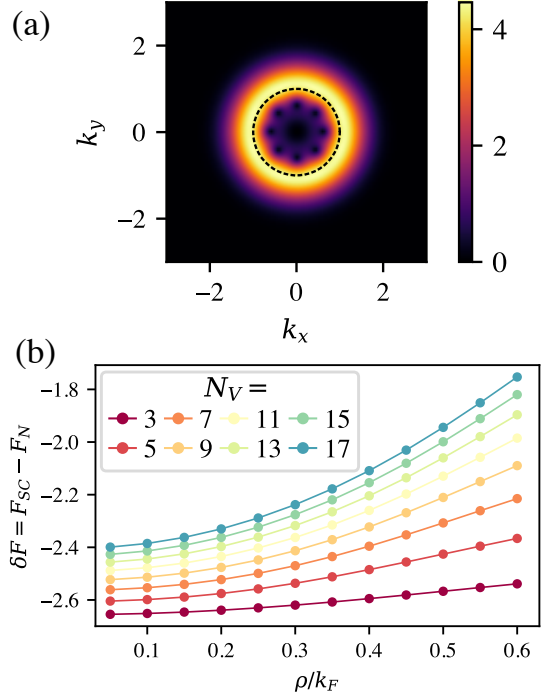 (a)
2
0
−2
k_y
−2 0 2
k_x
4
2
0
(b)
N_V =
3 7 11 15
5 9 13 17
−1.8
−2.0
−2.2
−2.4
−2.6
δF = F_SC − F_N
0.1 0.2 0.3 0.4 0.5 0.6
ρ/k_F